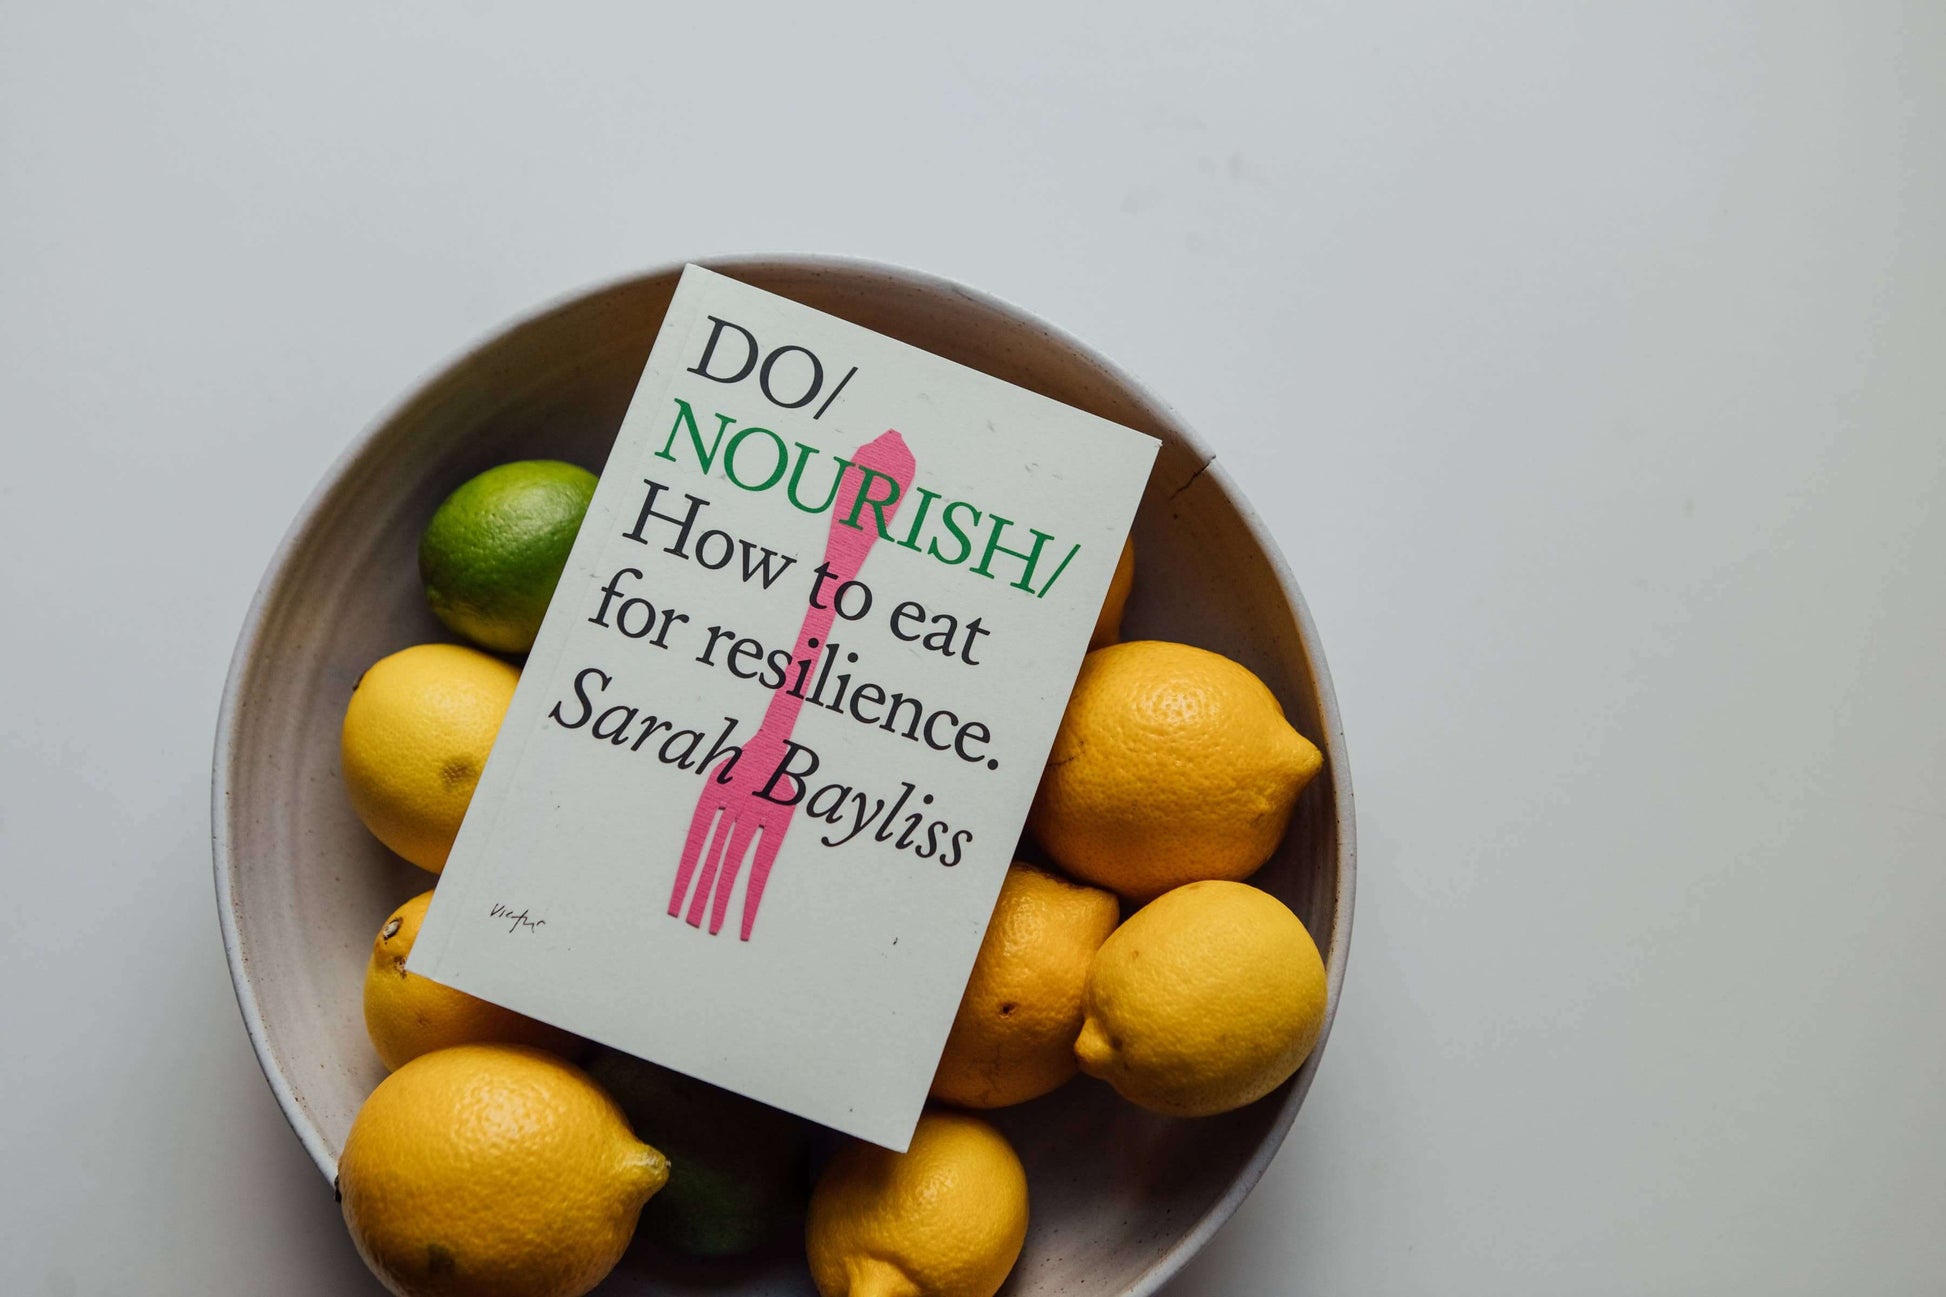 DO/
NOURISH/
How to eat
for resilience.
Sarah Bayliss